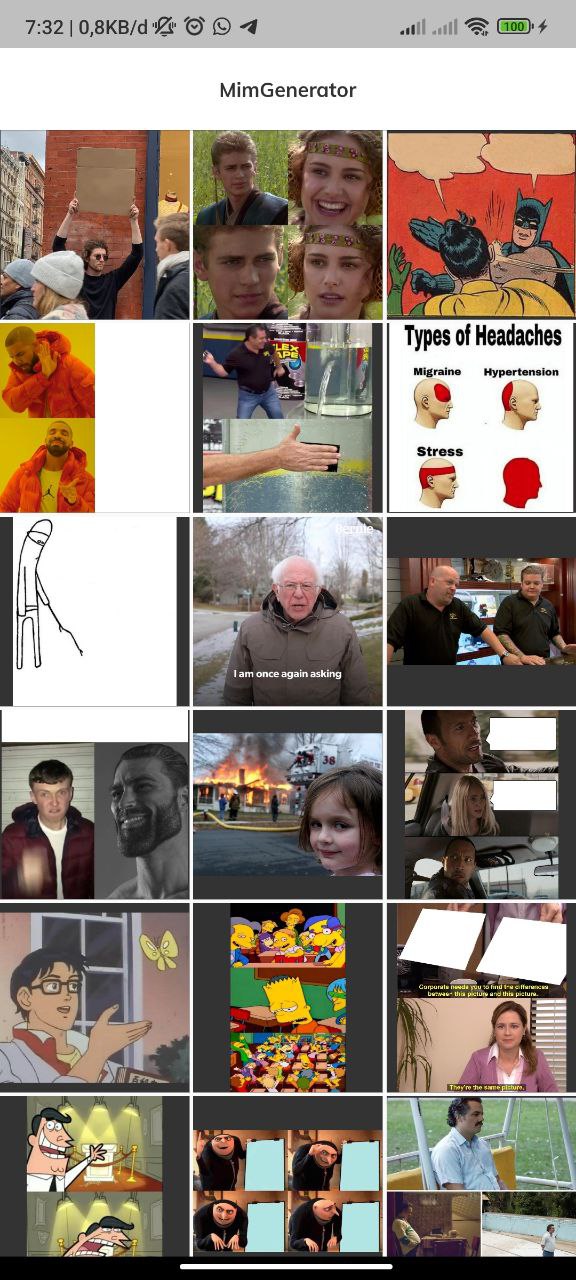 7:32 | 0,8KB/d
100
MimGenerator
Types of Headaches
Migraine
Hypertension
Stress
FLEX
38
Bernie
I am once again asking
Corporate needs you to find the differences
between this picture and this picture.
They're the same picture.